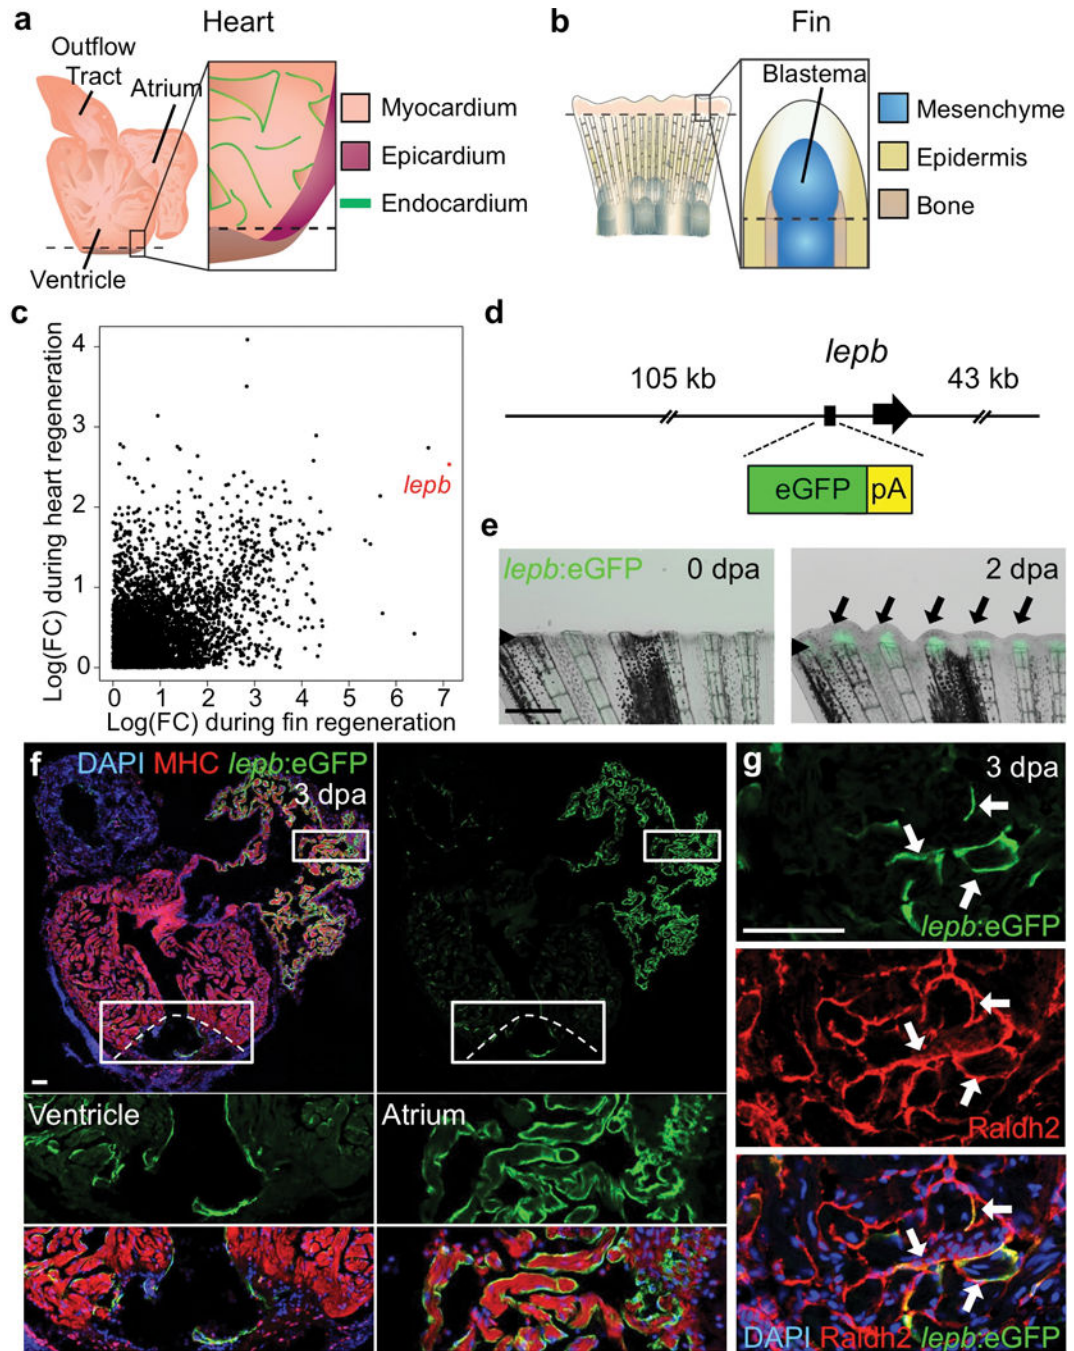 a
Heart
Outflow
Tract
Atrium
Ventricle
Myocardium
Epicardium
Endocardium
b
Fin
Blastema
Mesenchyme
Epidermis
Bone
c
Log(FC) during heart regeneration
4
3
2
1
0
lepb
0 1 2 3 4 5 6 7
Log(FC) during fin regeneration
d
lepb
105 kb
43 kb
eGFP
pA
e
lepb:eGFP
0 dpa
2 dpa
f
DAPI MHC lepb:eGFP
3 dpa
Ventricle
Atrium
g
3 dpa
lepb:eGFP
Raldh2
DAPI Raldh2 lepb:eGFP